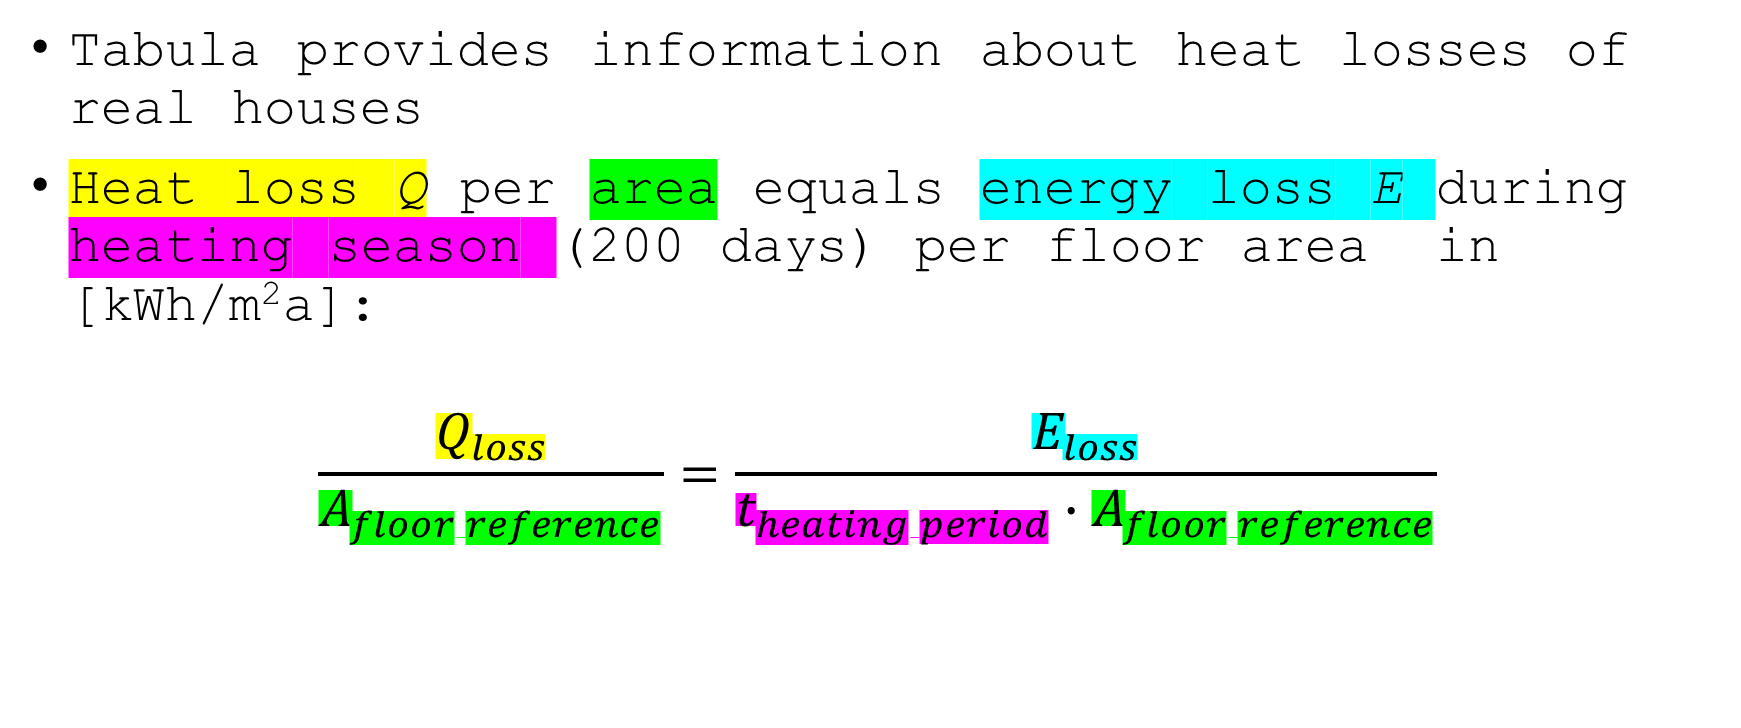 • Tabula provides information about heat losses of
real houses
• Heat loss Q per area equals energy loss E during
heating season (200 days) per floor area in
[kWh/m²a]:
Q_loss / A_floor_reference = E_loss / (t_heating_period · A_floor_reference)